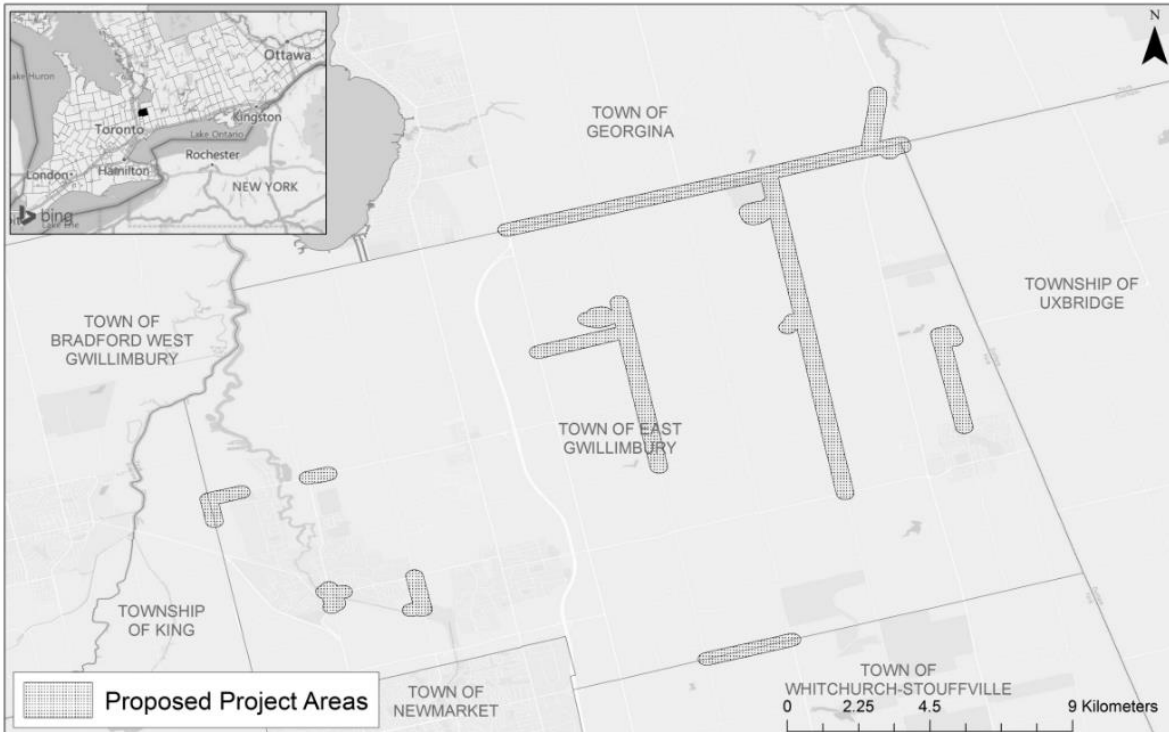 Ottawa
Lake Huron
Kingston
Toronto
Lake Ontario
Hamilton
Rochester
London
NEW YORK
bing
N
TOWN OF
GEORGINA
TOWNSHIP OF
UXBRIDGE
TOWN OF
BRADFORD WEST
GWILLIMBURY
TOWN OF EAST
GWILLIMBURY
TOWNSHIP
OF KING
TOWN OF
NEWMARKET
TOWN OF
WHITCHURCH-STOUFFVILLE
Proposed Project Areas
0 2.25 4.5 9 Kilometers